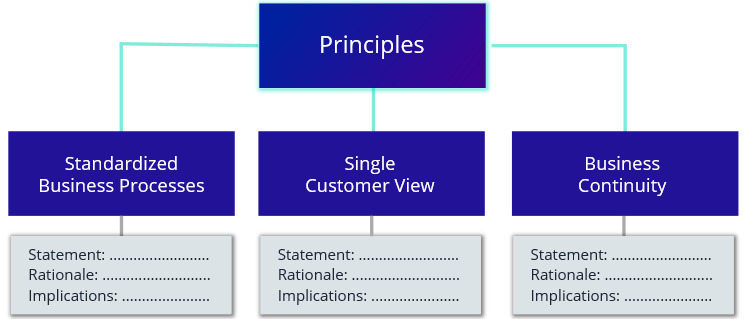 Principles
Standardized
Business Processes
Single
Customer View
Business
Continuity
Statement: .........................
Rationale: ...........................
Implications: ......................
Statement: .........................
Rationale: ...........................
Implications: ......................
Statement: .........................
Rationale: ...........................
Implications: ......................